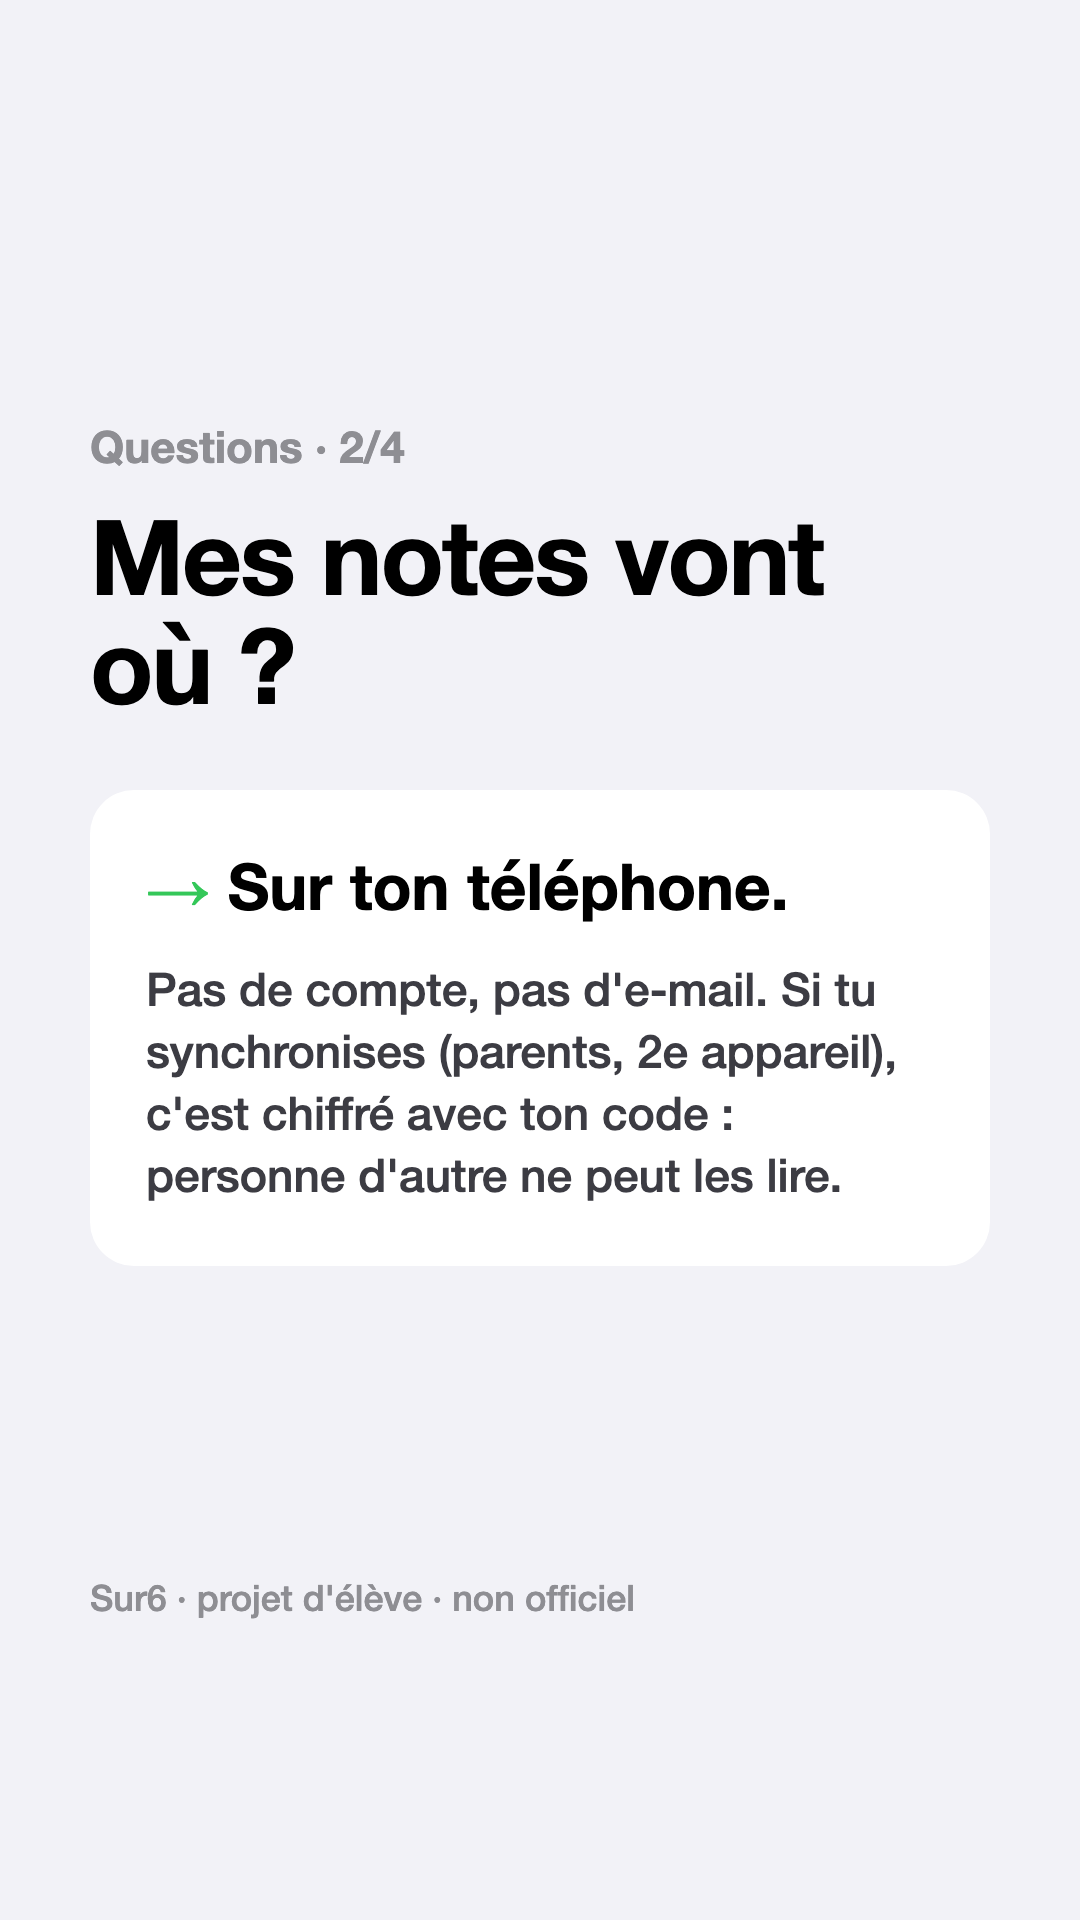 Questions · 2/4
Mes notes vont
où ?
→ Sur ton téléphone.
Pas de compte, pas d'e-mail. Si tu
synchronises (parents, 2e appareil),
c'est chiffré avec ton code :
personne d'autre ne peut les lire.
Sur6 · projet d'élève · non officiel